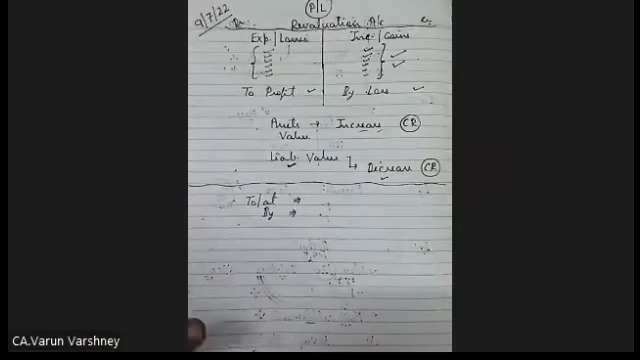 P/L
9/7/22 Dr. Revaluation A/c Cr.
Exp. | Losses Inc. | Gains
To Profit ✓ By Loss ✓
Assets → Increase CR
Value
Liab. Value ↳ Decrease CR
To/at ⇒
By ⇒
CA.Varun Varshney